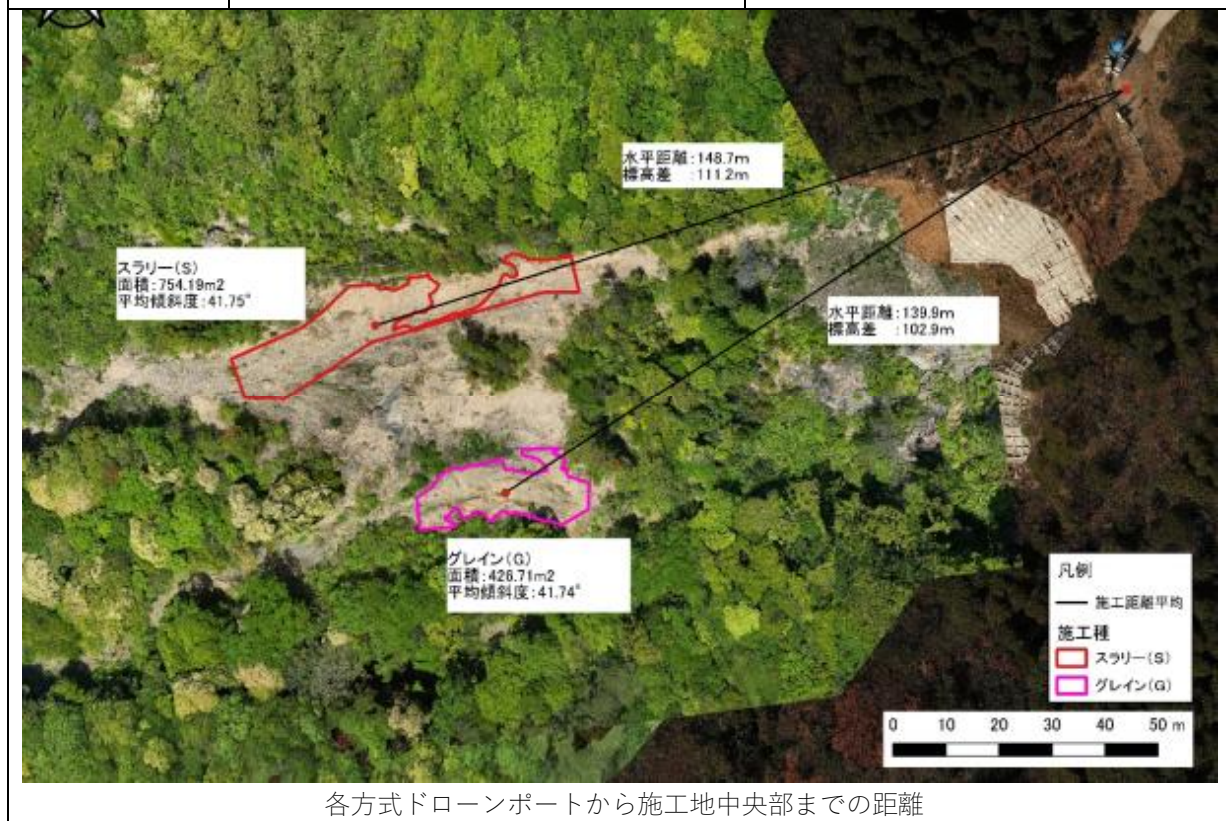 水平距離:148.7m
標高差 :111.2m
スラリー(S)
面積:754.19m2
平均傾斜度:41.75°
水平距離:139.9m
標高差 :102.9m
グレイン(G)
面積:426.71m2
平均傾斜度:41.74°
凡例
施工距離平均
施工種
スラリー(S)
グレイン(G)
0 10 20 30 40 50 m
各方式ドローンポートから施工地中央部までの距離